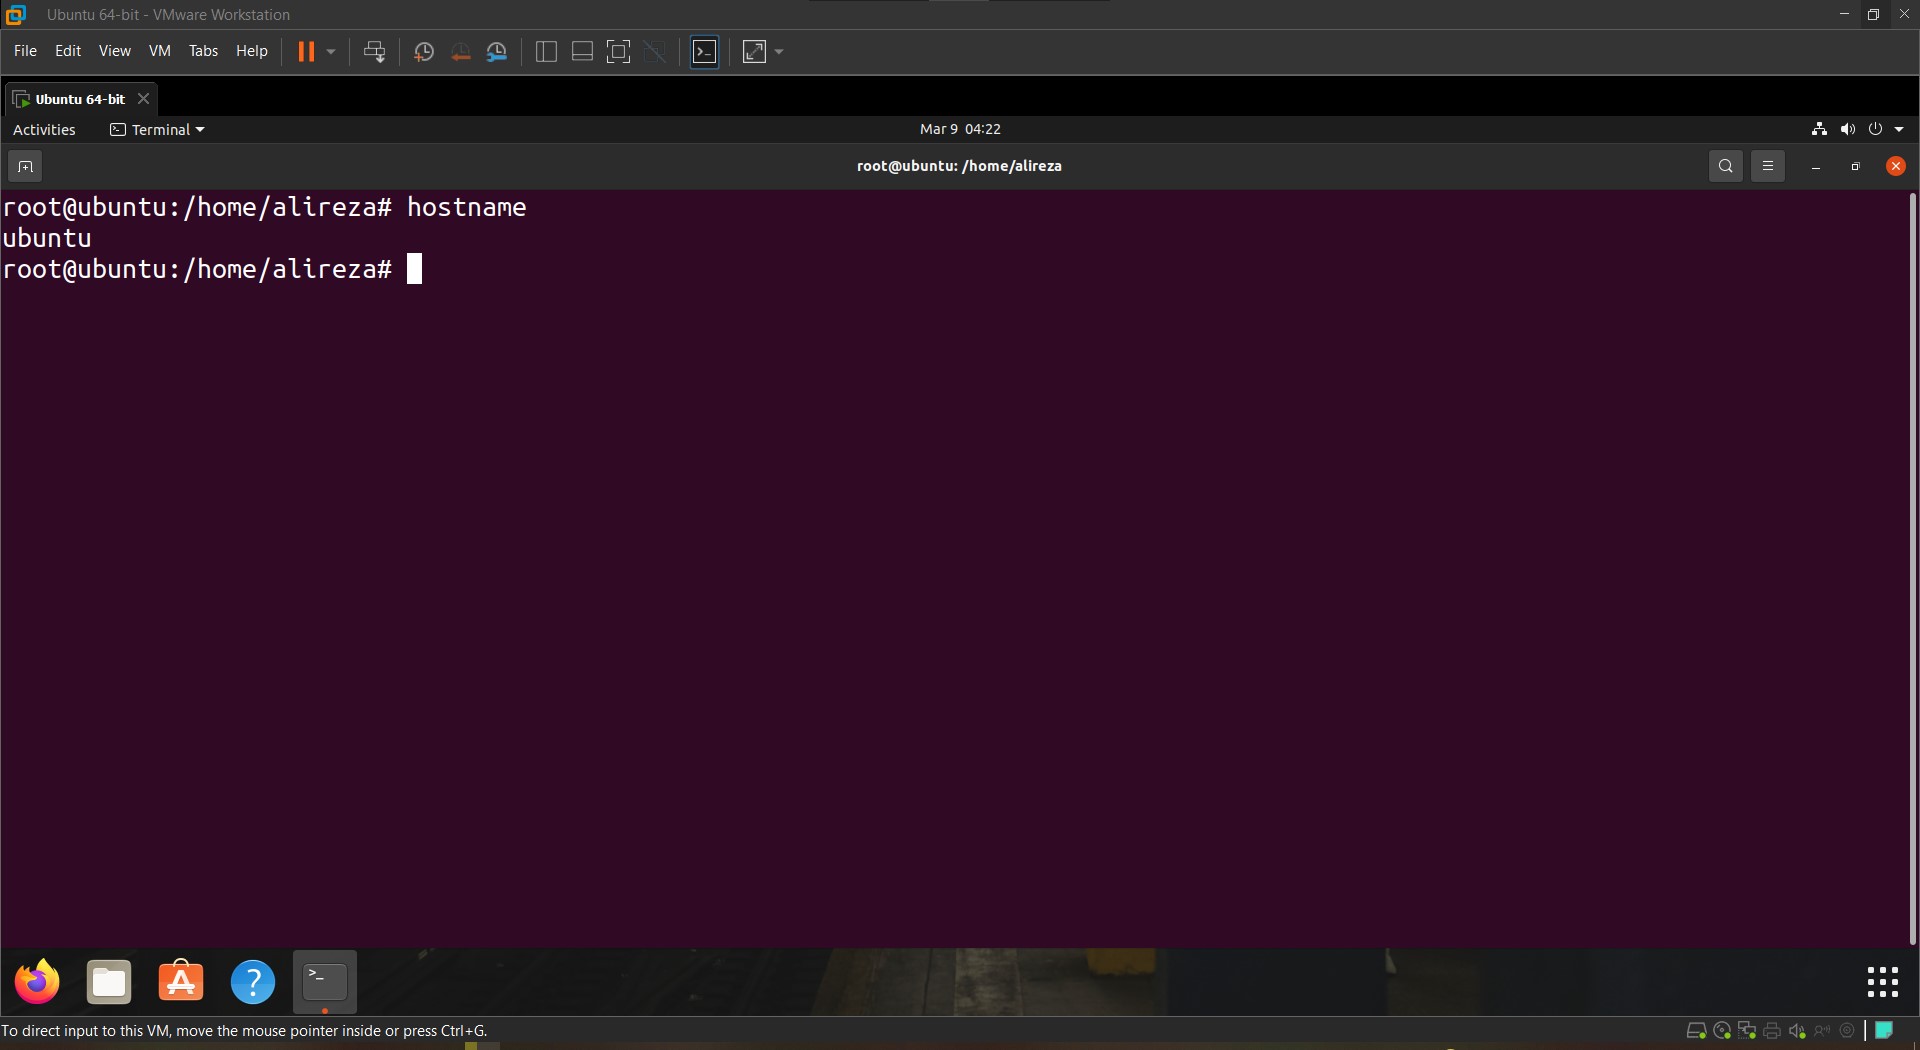 Ubuntu 64-bit - VMware Workstation
File Edit View VM Tabs Help
Ubuntu 64-bit
Activities Terminal Mar 9 04:22
root@ubuntu: /home/alireza
root@ubuntu:/home/alireza# hostname
ubuntu
root@ubuntu:/home/alireza#
To direct input to this VM, move the mouse pointer inside or press Ctrl+G.